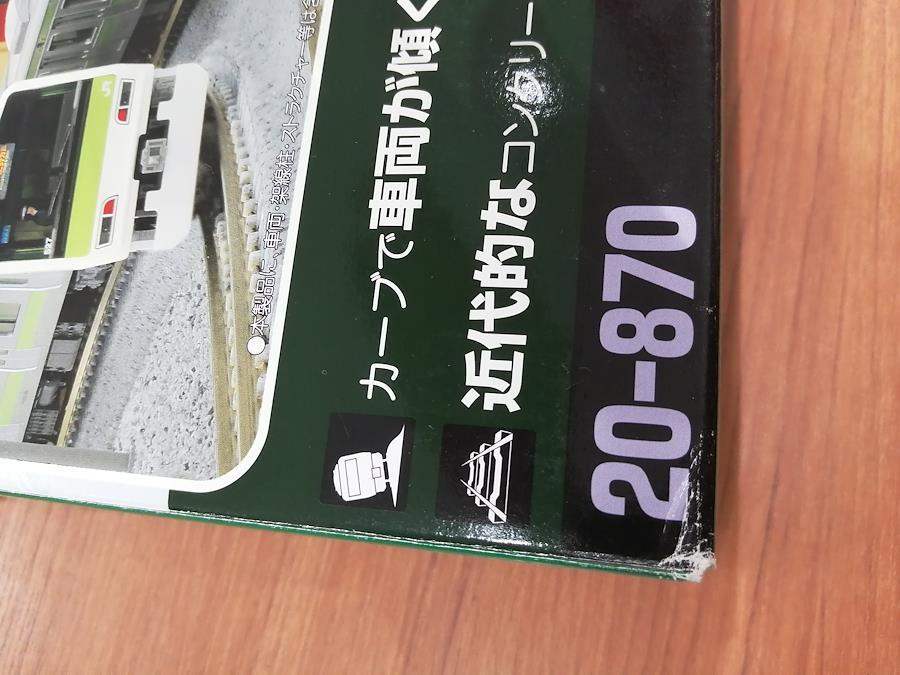 ●本製品に、車両・架線柱・ストラクチャー等は含
カーブで車両が傾く
近代的なコンクリー
20-870
JR